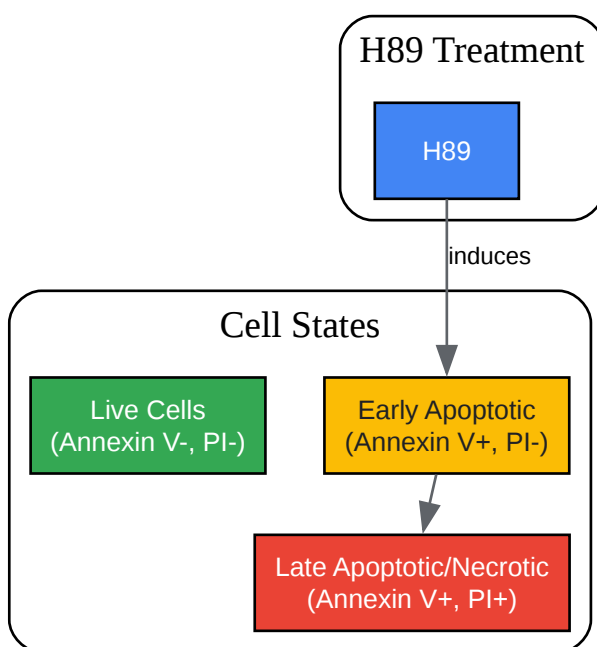 H89 Treatment
H89
induces
Cell States
Live Cells
(Annexin V-, PI-)
Early Apoptotic
(Annexin V+, PI-)
Late Apoptotic/Necrotic
(Annexin V+, PI+)